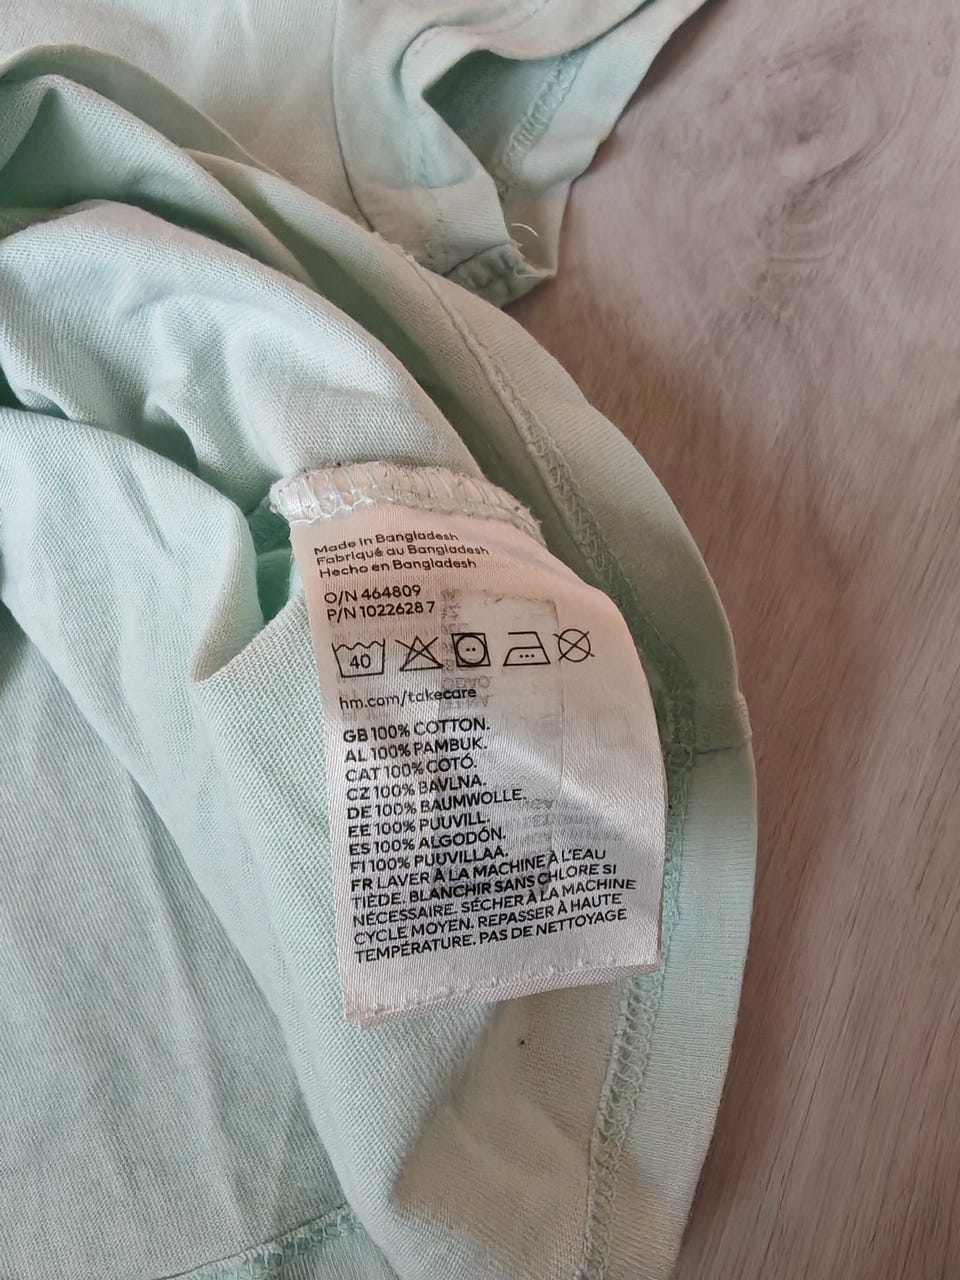 Made in Bangladesh
Fabriqué au Bangladesh
Hecho en Bangladesh
O/N 464809
P/N 10226287
40
hm.com/takecare
GB 100% COTTON.
AL 100% PAMBUK.
CAT 100% COTÓ.
CZ 100% BAVLNA.
DE 100% BAUMWOLLE.
EE 100% PUUVILL.
ES 100% ALGODÓN.
FI 100% PUUVILLAA.
FR LAVER À LA MACHINE À L'EAU
TIÈDE. BLANCHIR SANS CHLORE SI
NÉCESSAIRE. SÉCHER À LA MACHINE
CYCLE MOYEN. REPASSER À HAUTE
TEMPÉRATURE. PAS DE NETTOYAGE